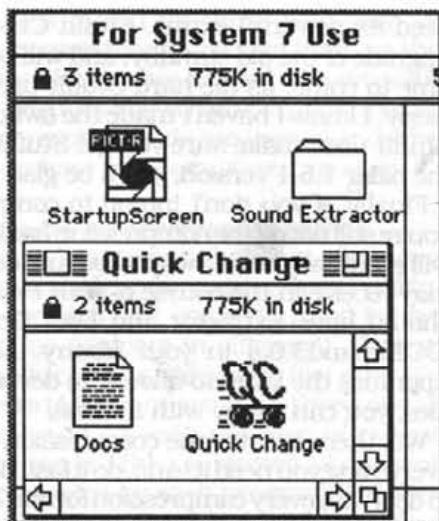 For System 7 Use
3 items 775K in disk
StartupScreen Sound Extractor
Quick Change
2 items 775K in disk
QC
Docs Quick Change